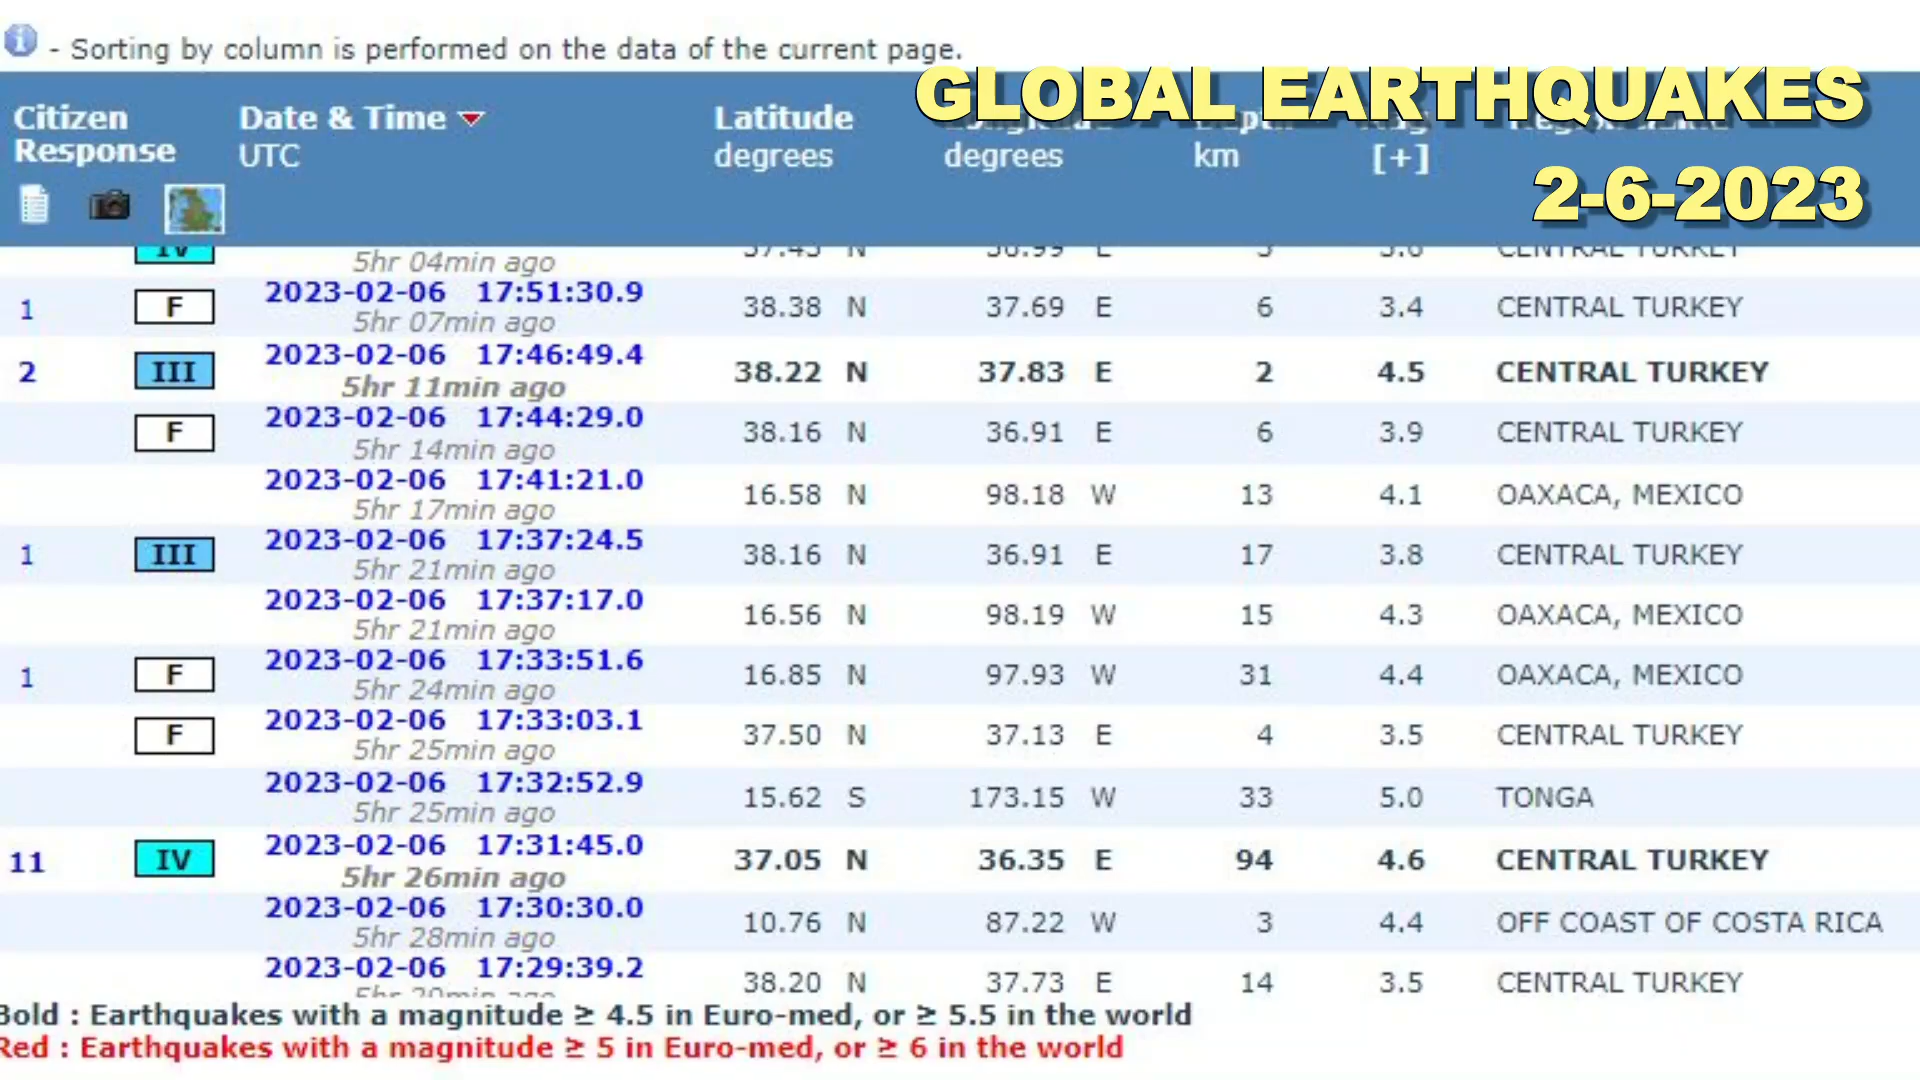 - Sorting by column is performed on the data of the current page.
GLOBAL EARTHQUAKES
2-6-2023
Citizen Response Date & Time UTC Latitude degrees degrees km [+]
IV 5hr 04min ago CENTRAL TURKEY
1 F 2023-02-06 17:51:30.9 5hr 07min ago 38.38 N 37.69 E 6 3.4 CENTRAL TURKEY
2 III 2023-02-06 17:46:49.4 5hr 11min ago 38.22 N 37.83 E 2 4.5 CENTRAL TURKEY
F 2023-02-06 17:44:29.0 5hr 14min ago 38.16 N 36.91 E 6 3.9 CENTRAL TURKEY
2023-02-06 17:41:21.0 5hr 17min ago 16.58 N 98.18 W 13 4.1 OAXACA, MEXICO
1 III 2023-02-06 17:37:24.5 5hr 21min ago 38.16 N 36.91 E 17 3.8 CENTRAL TURKEY
2023-02-06 17:37:17.0 5hr 21min ago 16.56 N 98.19 W 15 4.3 OAXACA, MEXICO
1 F 2023-02-06 17:33:51.6 5hr 24min ago 16.85 N 97.93 W 31 4.4 OAXACA, MEXICO
F 2023-02-06 17:33:03.1 5hr 25min ago 37.50 N 37.13 E 4 3.5 CENTRAL TURKEY
2023-02-06 17:32:52.9 5hr 25min ago 15.62 S 173.15 W 33 5.0 TONGA
11 IV 2023-02-06 17:31:45.0 5hr 26min ago 37.05 N 36.35 E 94 4.6 CENTRAL TURKEY
2023-02-06 17:30:30.0 5hr 28min ago 10.76 N 87.22 W 3 4.4 OFF COAST OF COSTA RICA
2023-02-06 17:29:39.2 38.20 N 37.73 E 14 3.5 CENTRAL TURKEY
Bold : Earthquakes with a magnitude ≥ 4.5 in Euro-med, or ≥ 5.5 in the world
Red : Earthquakes with a magnitude ≥ 5 in Euro-med, or ≥ 6 in the world